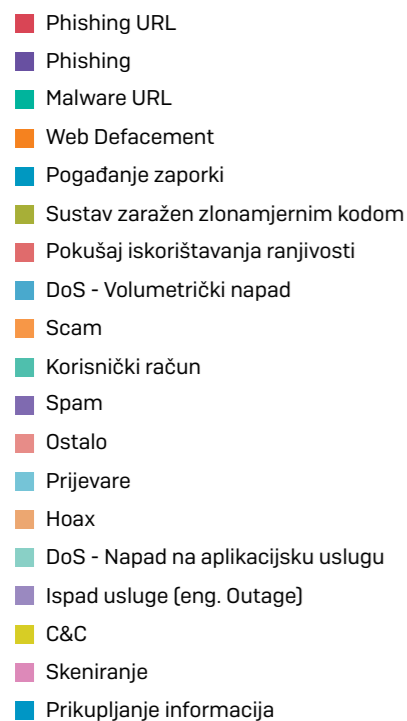 Phishing URL
Phishing
Malware URL
Web Defacement
Pogađanje zaporki
Sustav zaražen zlonamjernim kodom
Pokušaj iskorištavanja ranjivosti
DoS - Volumetrički napad
Scam
Korisnički račun
Spam
Ostalo
Prijevare
Hoax
DoS - Napad na aplikacijsku uslugu
Ispad usluge (eng. Outage)
C&C
Skeniranje
Prikupljanje informacija